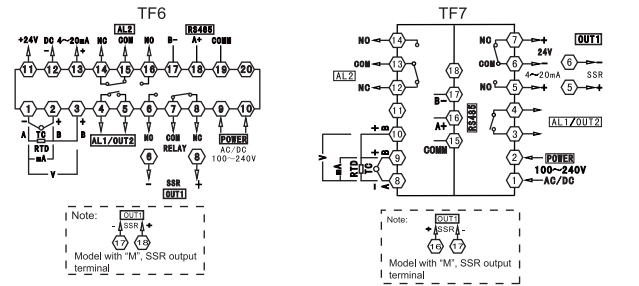 TF6
AL2 RS485
+24V DC 4~20mA NC COM NO B- A+ COMM
- +
11 12 13 14 15 16 17 18 19 20
1 2 3 4 5 6 7 8 9 10
- +
A TC B B
RTD
-mA
V
AL1/OUT2
NO COM NC
RELAY
POWER
AC/DC
100~240V
6 8
- SSR +
OUT1
Note: OUT1
- SSR +
17 18
Model with "M", SSR output
terminal
TF7
NO 14
COM 13
AL2
NC 12
11
+ B 10
+ B 9
- A 8
V
mA
RTD
TC
18
B- 17
A+ 16
COMM 15
RS485
NC 7 +
24V
OUT1
COM 6 - 6 -
4~20mA SSR
NO 5 + 5 +
4
AL1/OUT2
3
2 POWER
100~240V
1 AC/DC
Note: OUT1
+ SSR -
16 17
Model with "M", SSR output
terminal